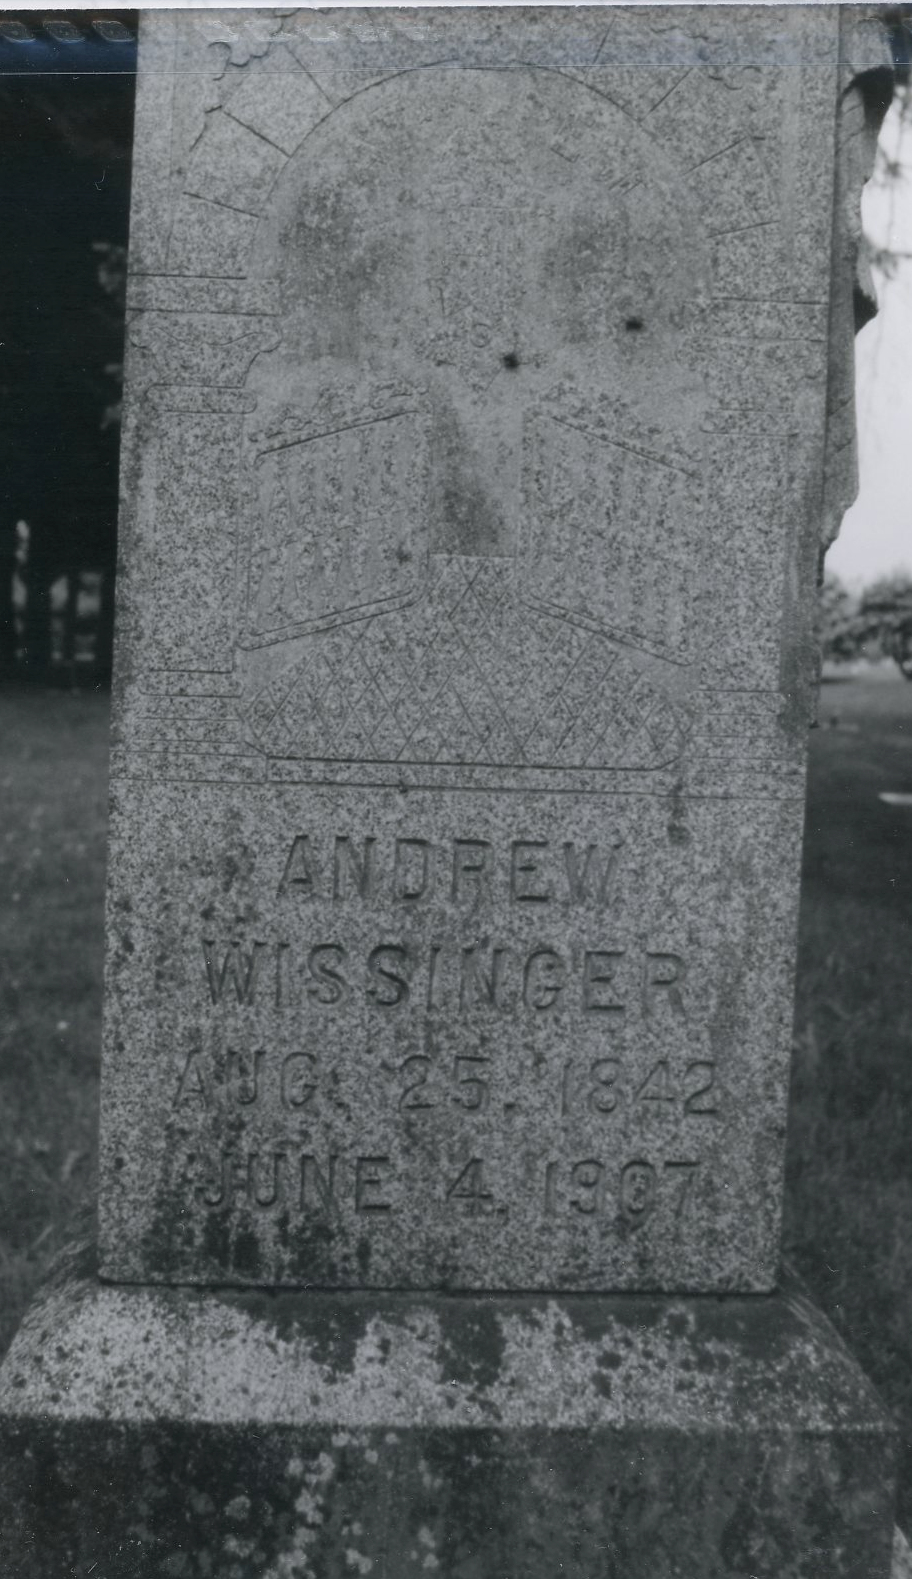 ANDREW
WISSINGER
AUG. 25. 1842
JUNE 4. 1907